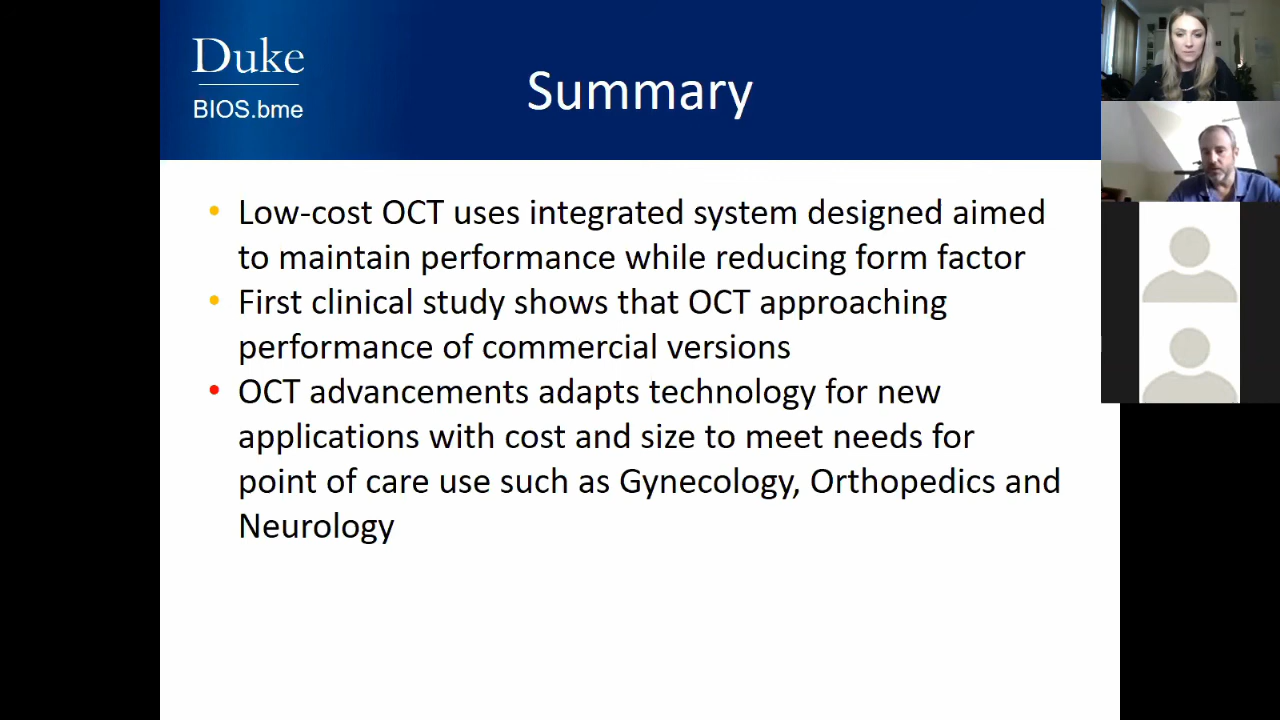 Duke
BIOS.bme
Summary
• Low-cost OCT uses integrated system designed aimed
to maintain performance while reducing form factor
• First clinical study shows that OCT approaching
performance of commercial versions
• OCT advancements adapts technology for new
applications with cost and size to meet needs for
point of care use such as Gynecology, Orthopedics and
Neurology